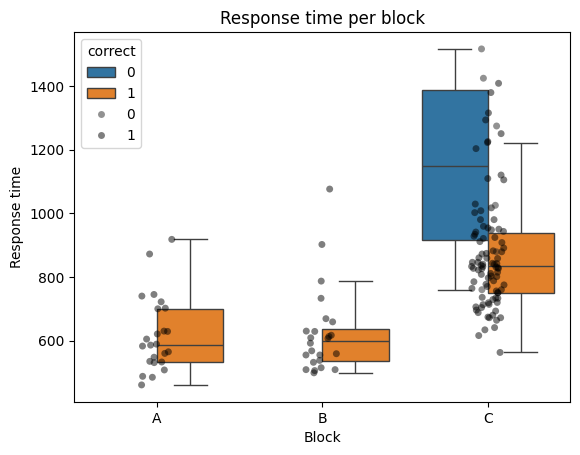 Response time per block
correct
0
1
0
1
1400
1200
1000
800
600
Response time
A B C
Block